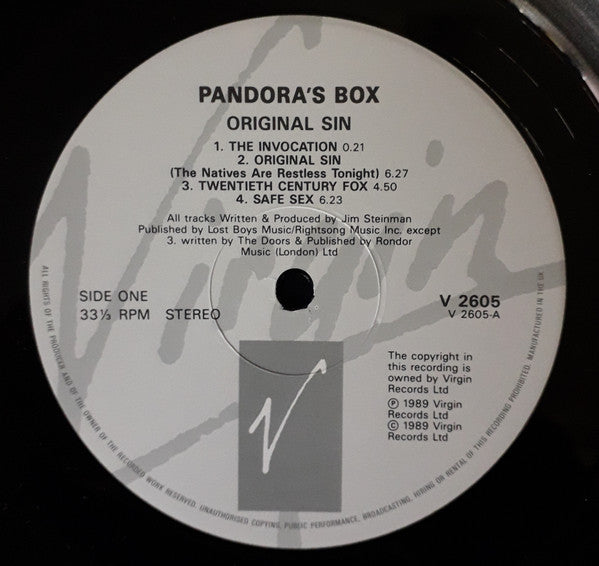 PANDORA'S BOX
ORIGINAL SIN
1. THE INVOCATION 0.21
2. ORIGINAL SIN
(The Natives Are Restless Tonight) 6.27
3. TWENTIETH CENTURY FOX 4.50
4. SAFE SEX 6.23
All tracks Written & Produced by Jim Steinman
Published by Lost Boys Music/Rightsong Music Inc. except
3. written by The Doors & Published by Rondor
Music (London) Ltd
SIDE ONE
33⅓ RPM STEREO
V 2605
V 2605-A
The copyright in
this recording is
owned by Virgin
Records Ltd
℗ 1989 Virgin
Records Ltd
© 1989 Virgin
Records Ltd
Virgin
V
ALL RIGHTS OF THE PRODUCER AND OF THE OWNER OF THE RECORDED WORK RESERVED. UNAUTHORISED COPYING, PUBLIC PERFORMANCE, BROADCASTING, HIRING OR RENTAL OF THIS RECORDING PROHIBITED. MANUFACTURED IN THE UK